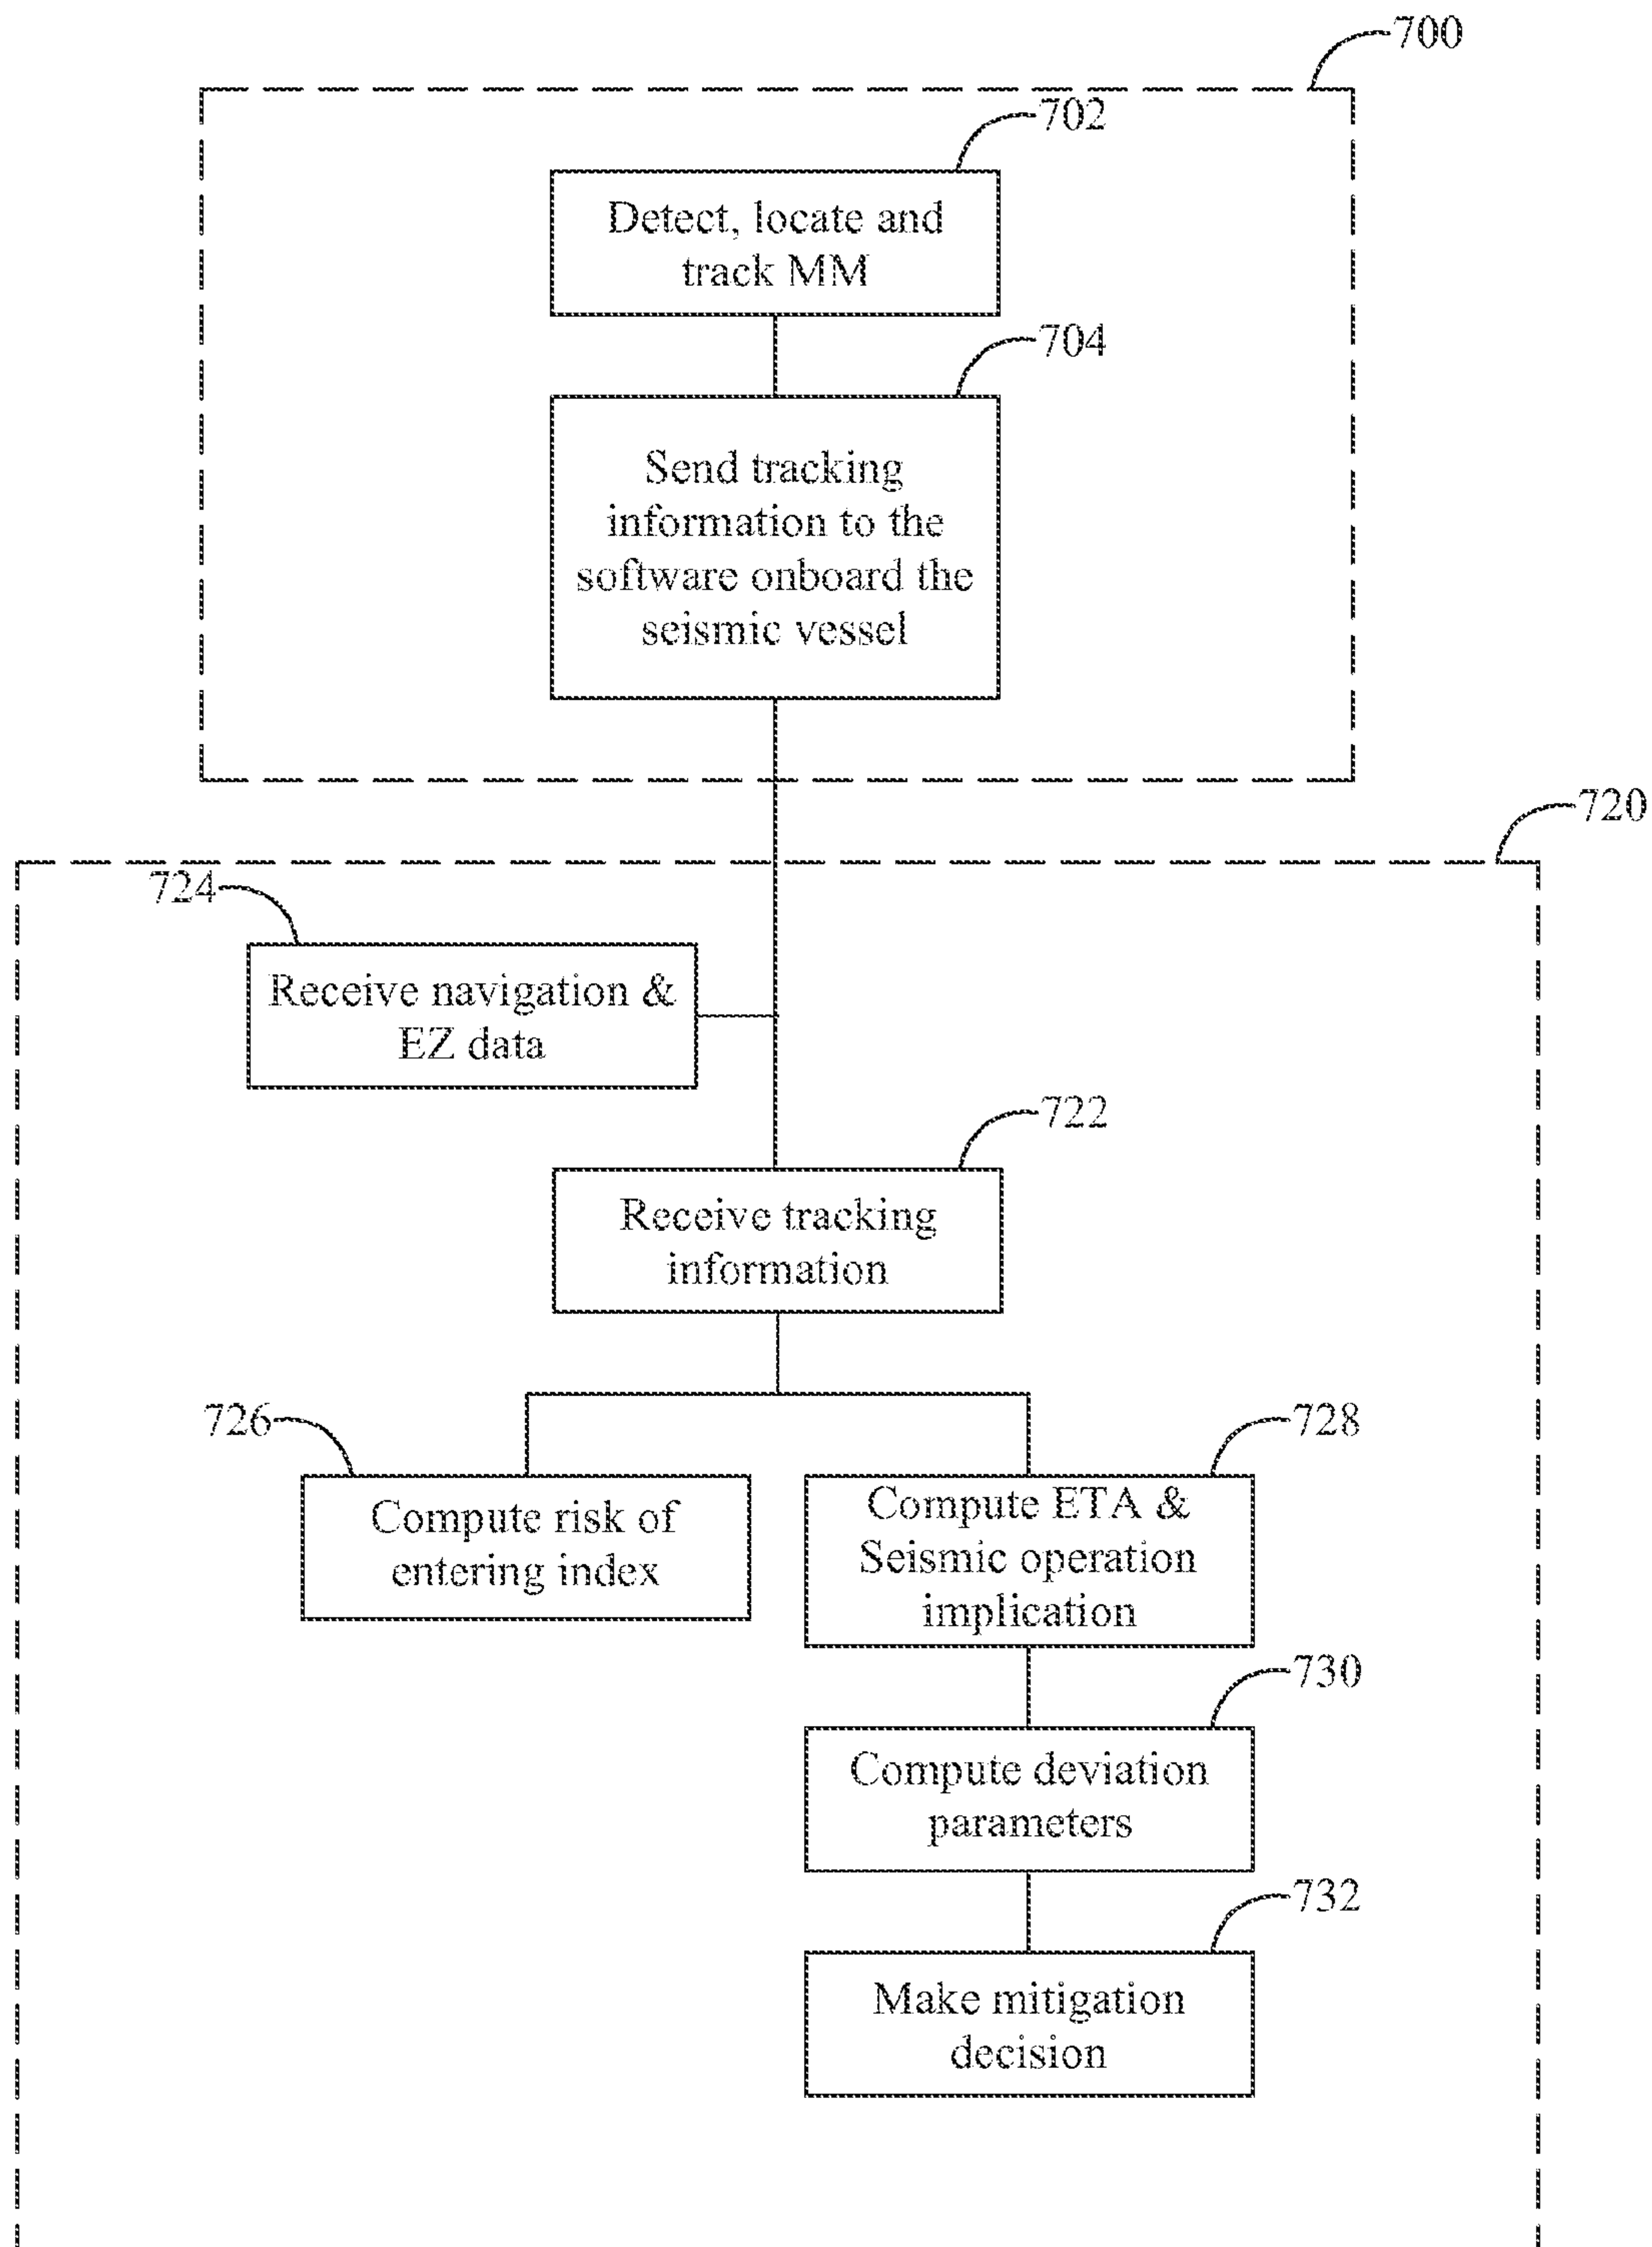 700
702
Detect, locate and
track MM
704
Send tracking
information to the
software onboard the
seismic vessel
720
724
Receive navigation &
EZ data
722
Receive tracking
information
726
Compute risk of
entering index
728
Compute ETA &
Seismic operation
implication
730
Compute deviation
parameters
732
Make mitigation
decision